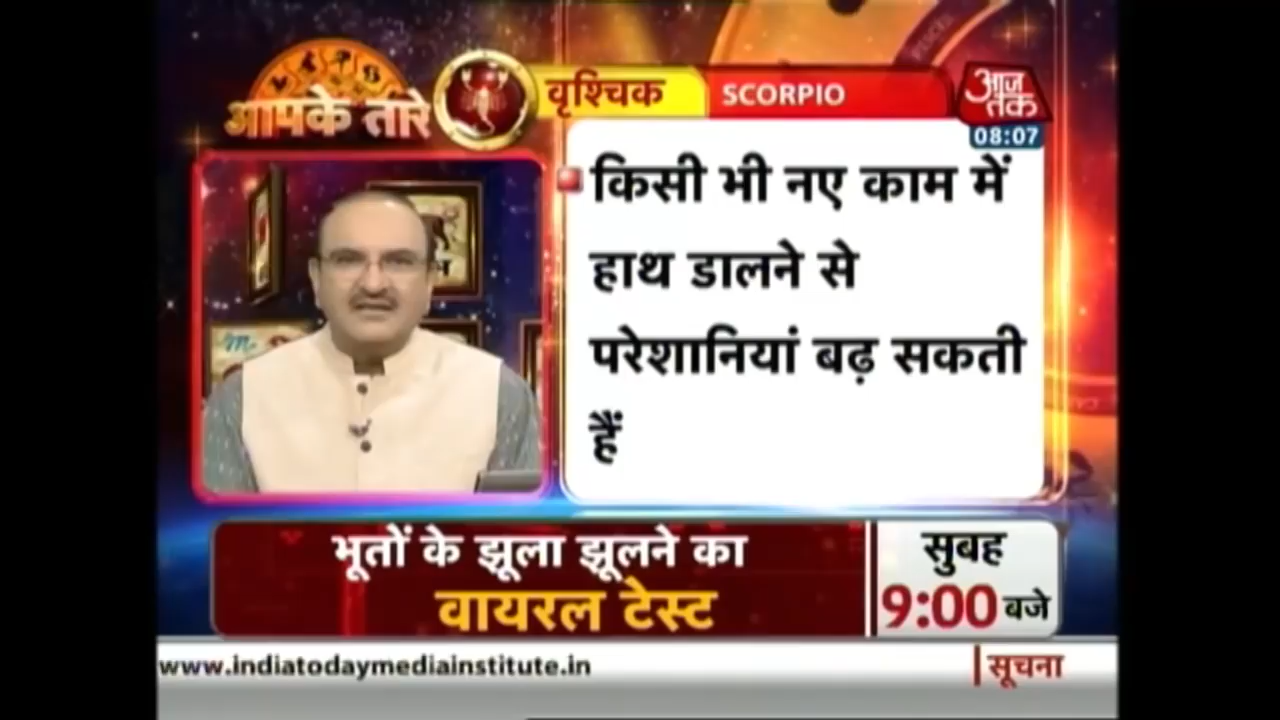 आपके तारे
वृश्चिक
SCORPIO
आज
तक
08:07
किसी भी नए काम में
हाथ डालने से
परेशानियां बढ़ सकती
हैं
भूतों के झूला झूलने का
वायरल टेस्ट
सुबह
9:00 बजे
www.indiatodaymediainstitute.in
सूचना